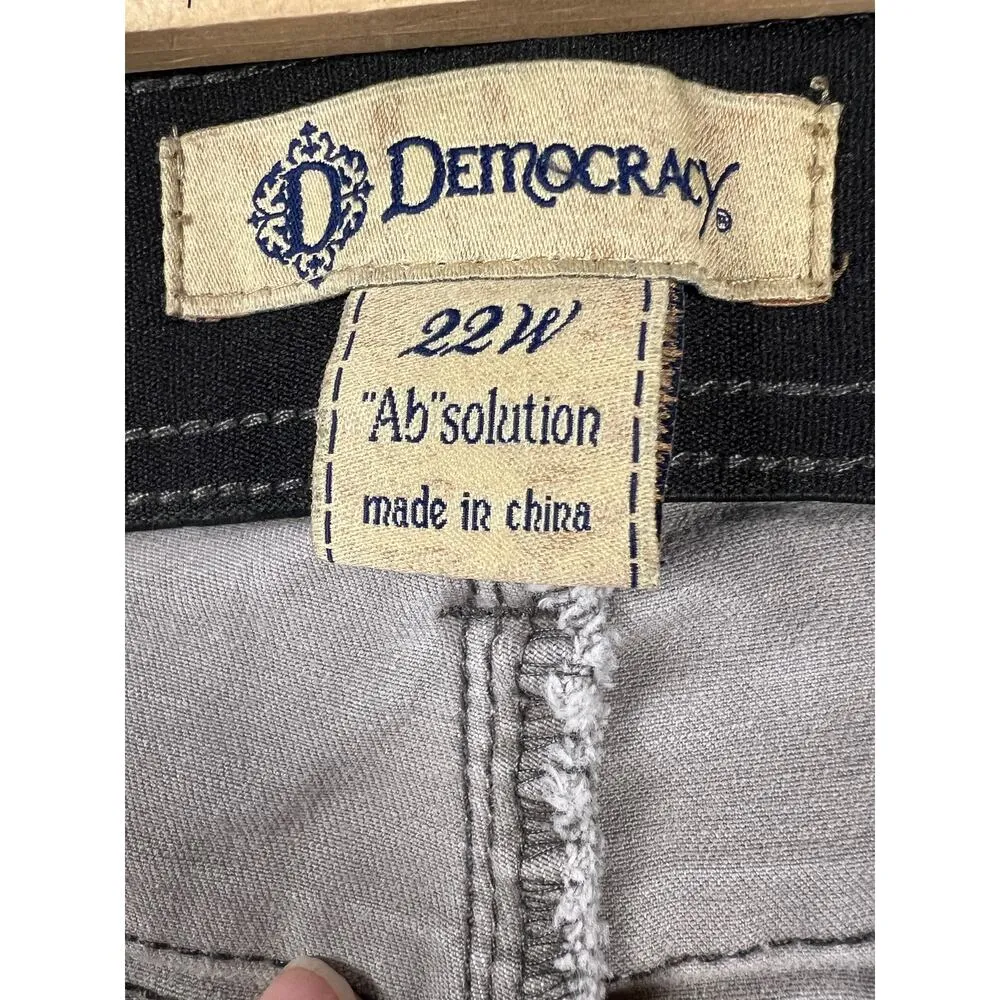 D DEMOCRACY®
22W
"Ab"solution
made in china